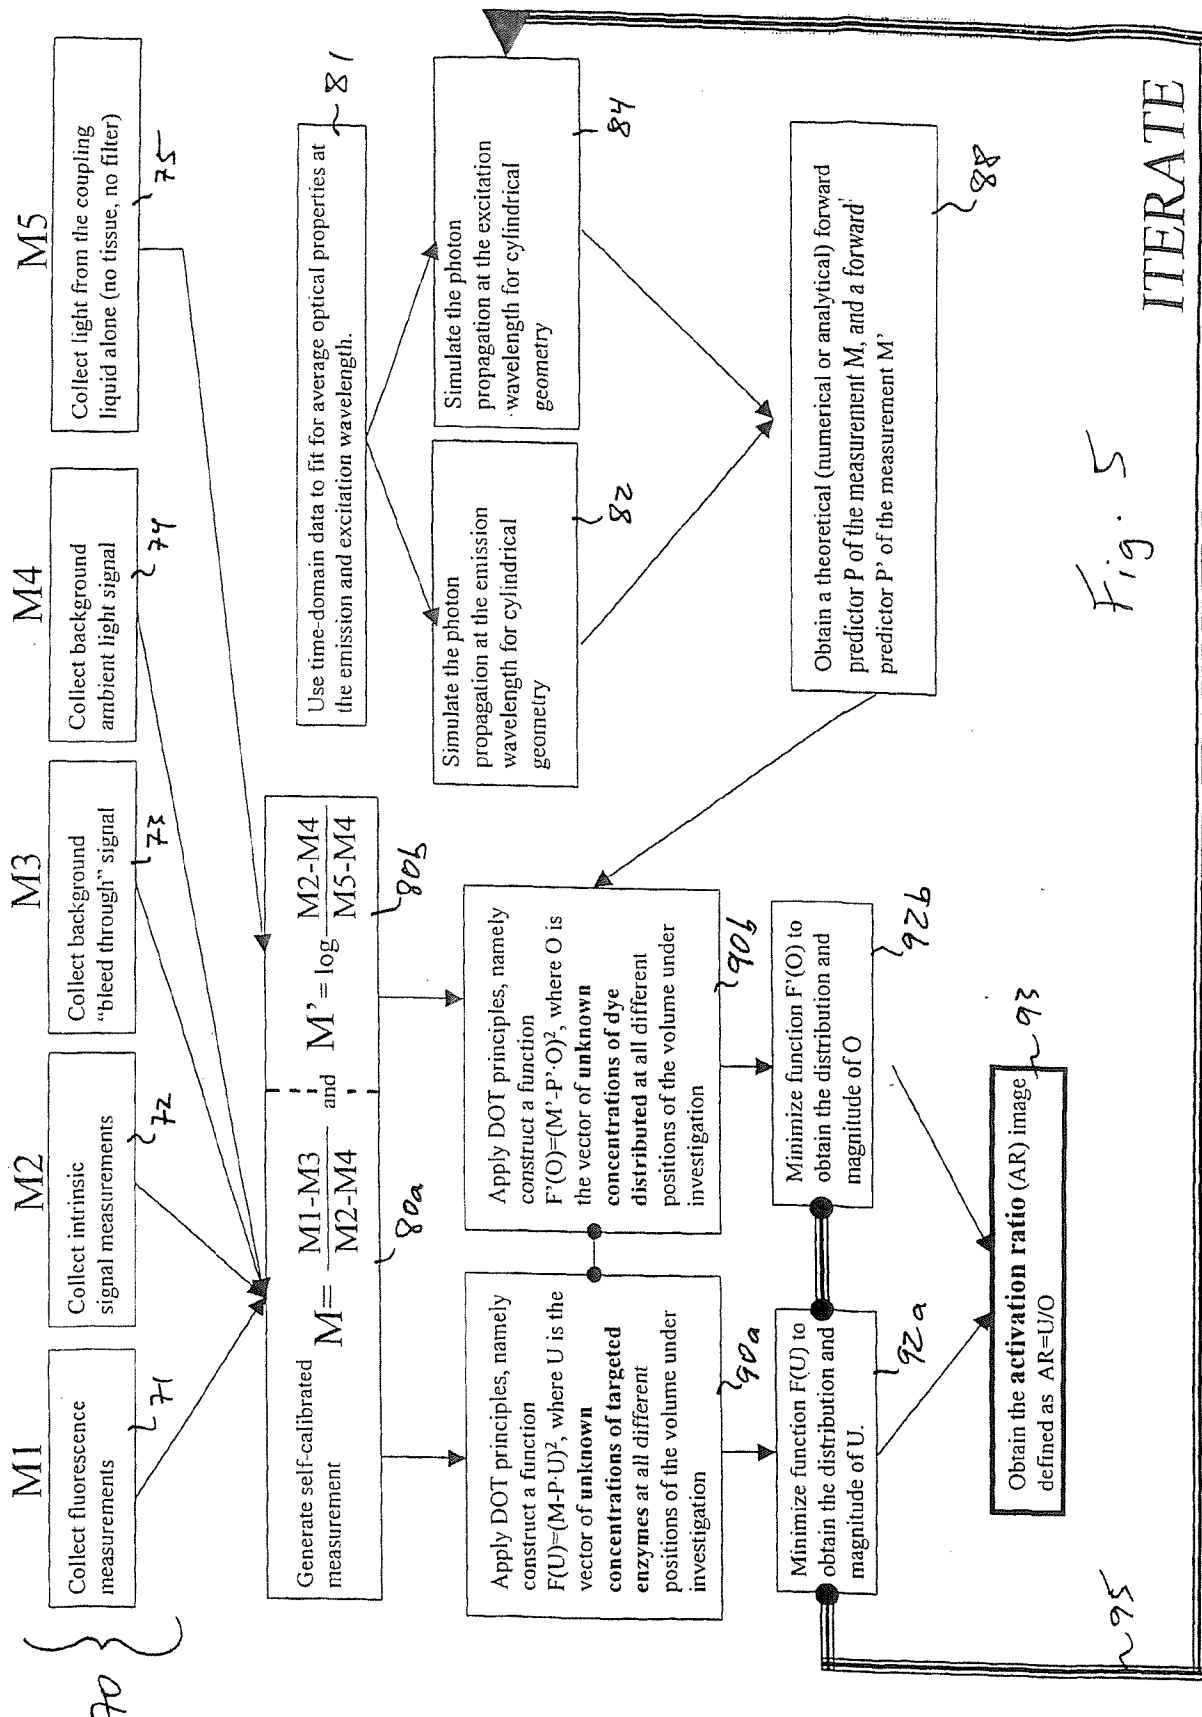 M1
M2
M3
M4
M5
70
Collect fluorescence
measurements
71
Collect intrinsic
signal measurements
72
Collect background
“bleed through” signal
73
Collect background
ambient light signal
74
Collect light from the coupling
liquid alone (no tissue, no filter)
75
Generate self-calibrated
measurement
M= M1-M3
M2-M4
and
M' = log M2-M4
M5-M4
80a
80b
Use time-domain data to fit for average optical properties at
the emission and excitation wavelength.
81
Simulate the photon
propagation at the emission
wavelength for cylindrical
geometry
82
Simulate the photon
propagation at the excitation
wavelength for cylindrical
geometry
84
Apply DOT principles, namely
construct a function
F(U)=(M-P·U)², where U is the
vector of unknown
concentrations of targeted
enzymes at all different
positions of the volume under
investigation
90a
Apply DOT principles, namely
construct a function
F'(O)=(M'-P'·O)², where O is
the vector of unknown
concentrations of dye
distributed at all different
positions of the volume under
investigation
90b
Obtain a theoretical (numerical or analytical) forward
predictor P of the measurement M, and a forward
predictor P' of the measurement M'
88
Minimize function F(U) to
obtain the distribution and
magnitude of U.
92a
Minimize function F'(O) to
obtain the distribution and
magnitude of O
92b
Obtain the activation ratio (AR) image
defined as AR=U/O
93
95
Fig. 5
ITERATE